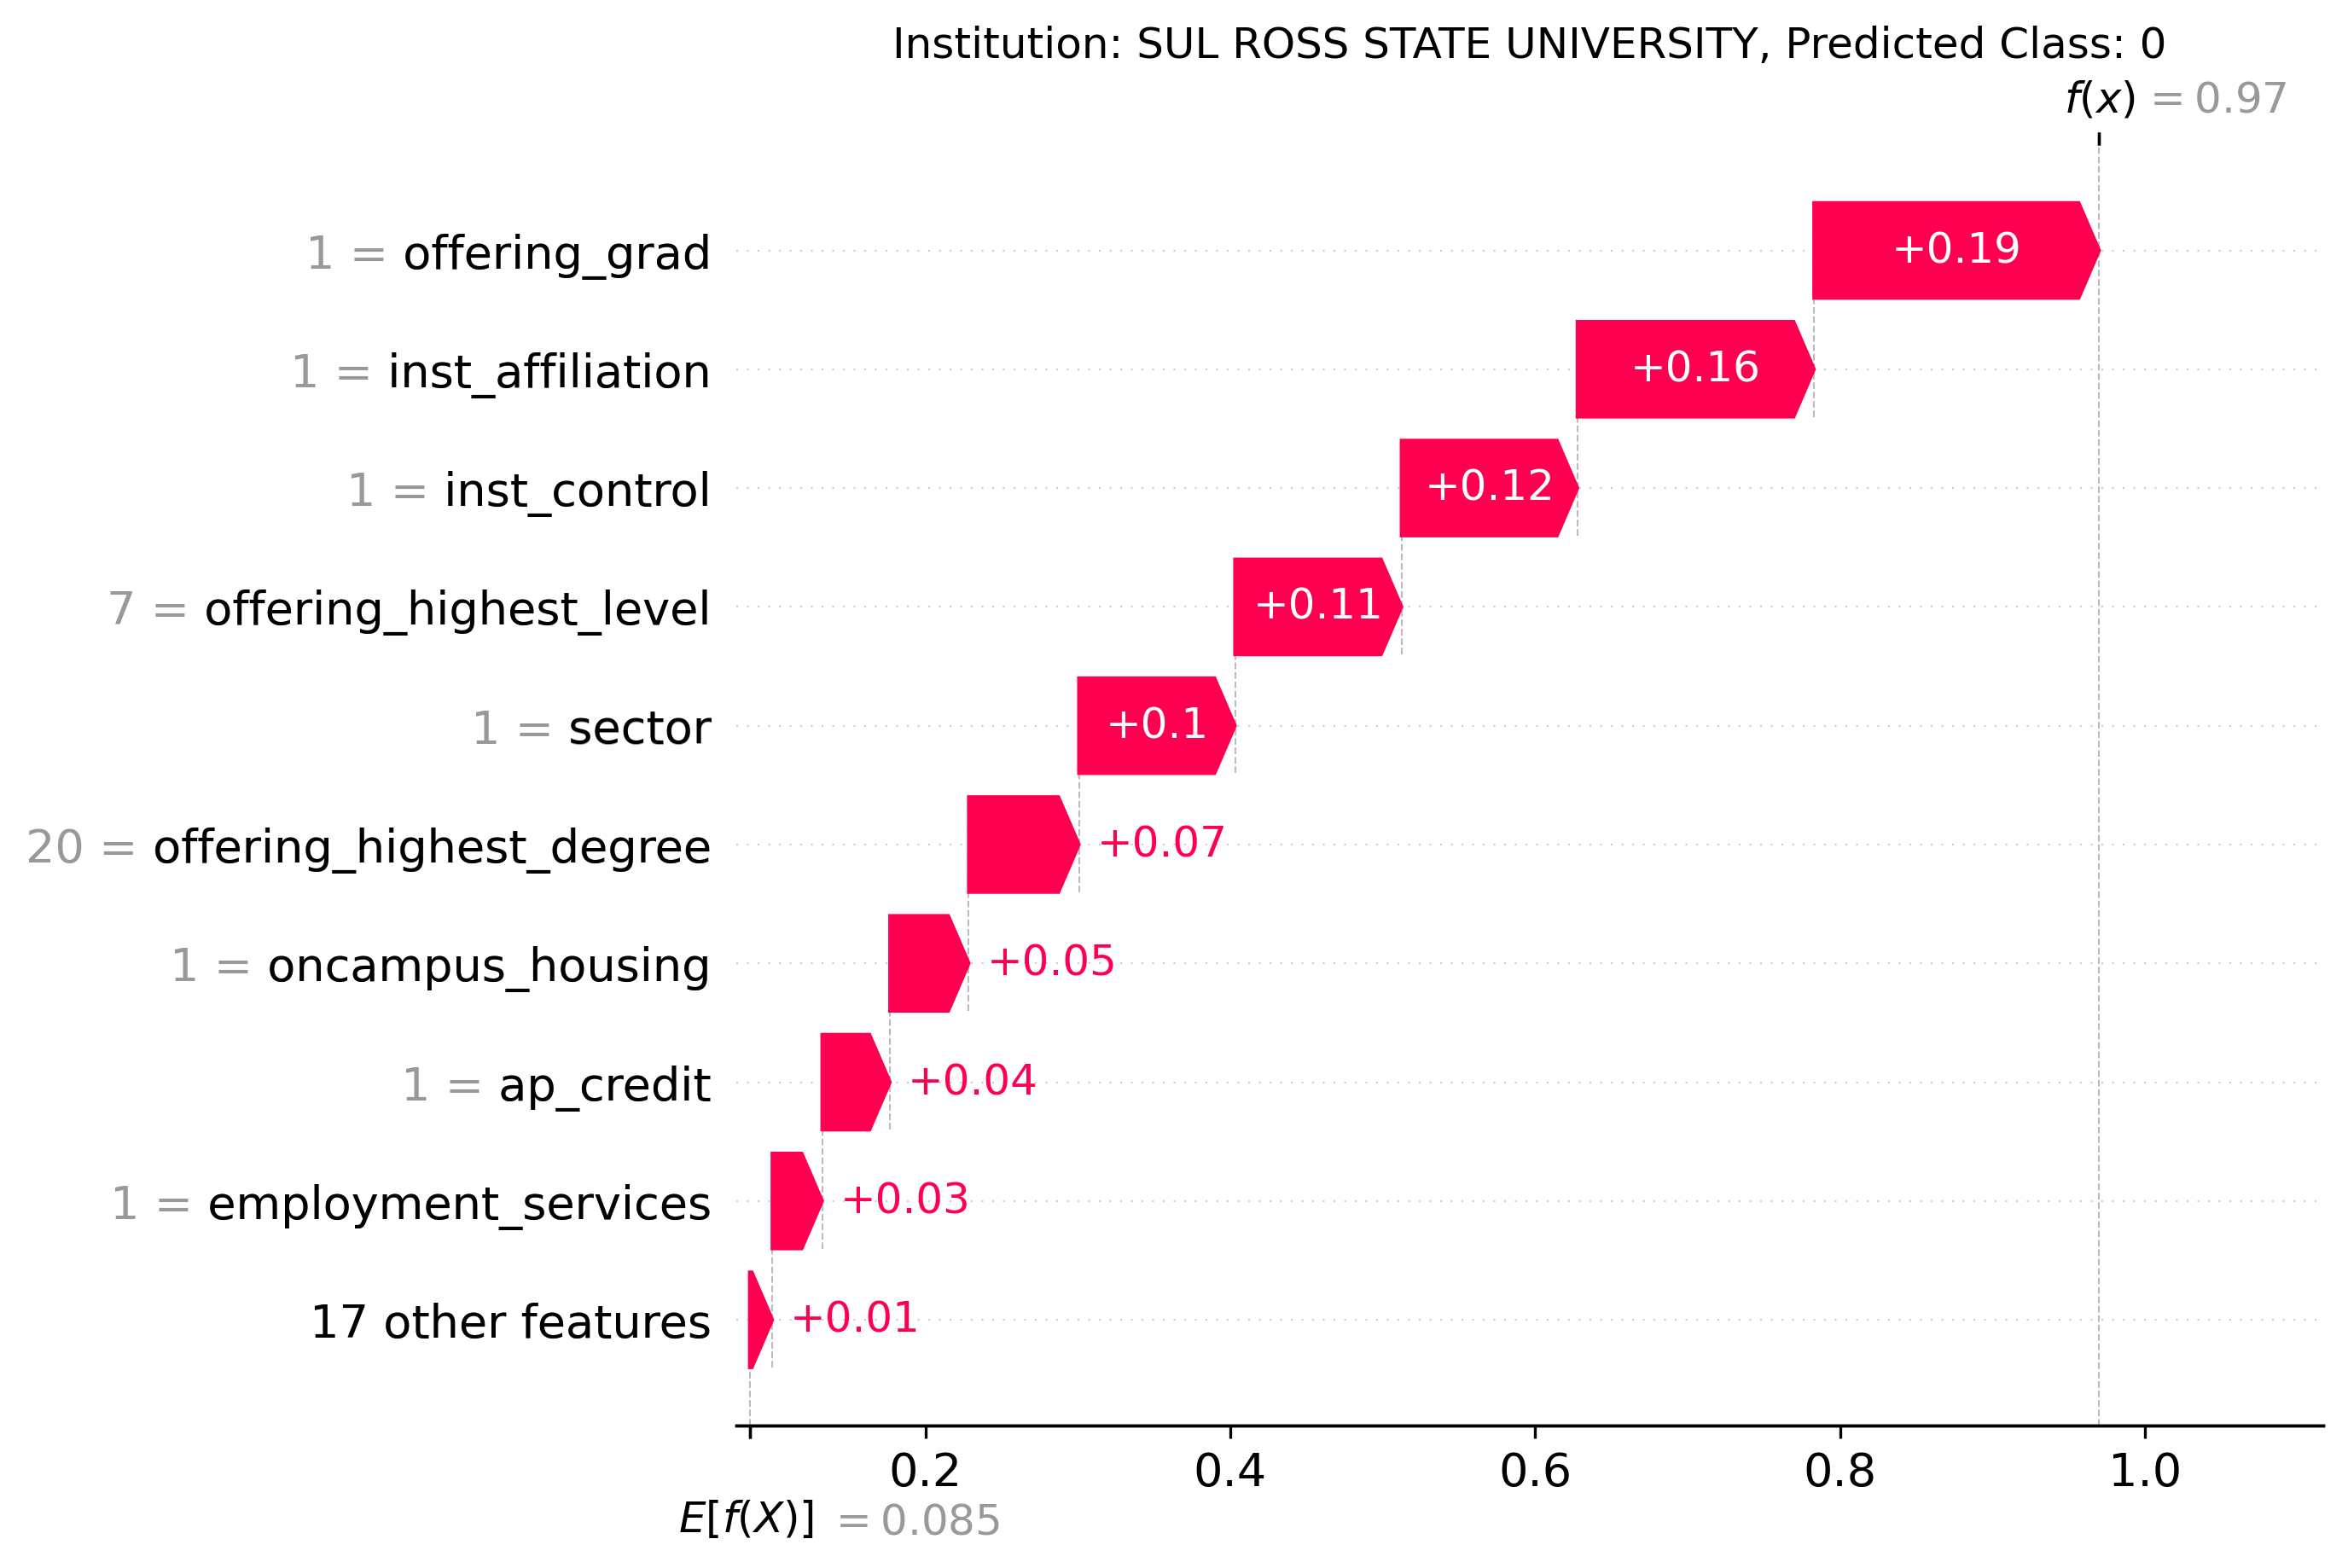 Institution: SUL ROSS STATE UNIVERSITY, Predicted Class: 0
f(x) = 0.97
1 = offering_grad +0.19
1 = inst_affiliation +0.16
1 = inst_control +0.12
7 = offering_highest_level +0.11
1 = sector +0.1
20 = offering_highest_degree +0.07
1 = oncampus_housing +0.05
1 = ap_credit +0.04
1 = employment_services +0.03
17 other features +0.01
0.2 0.4 0.6 0.8 1.0
E[f(X)] = 0.085